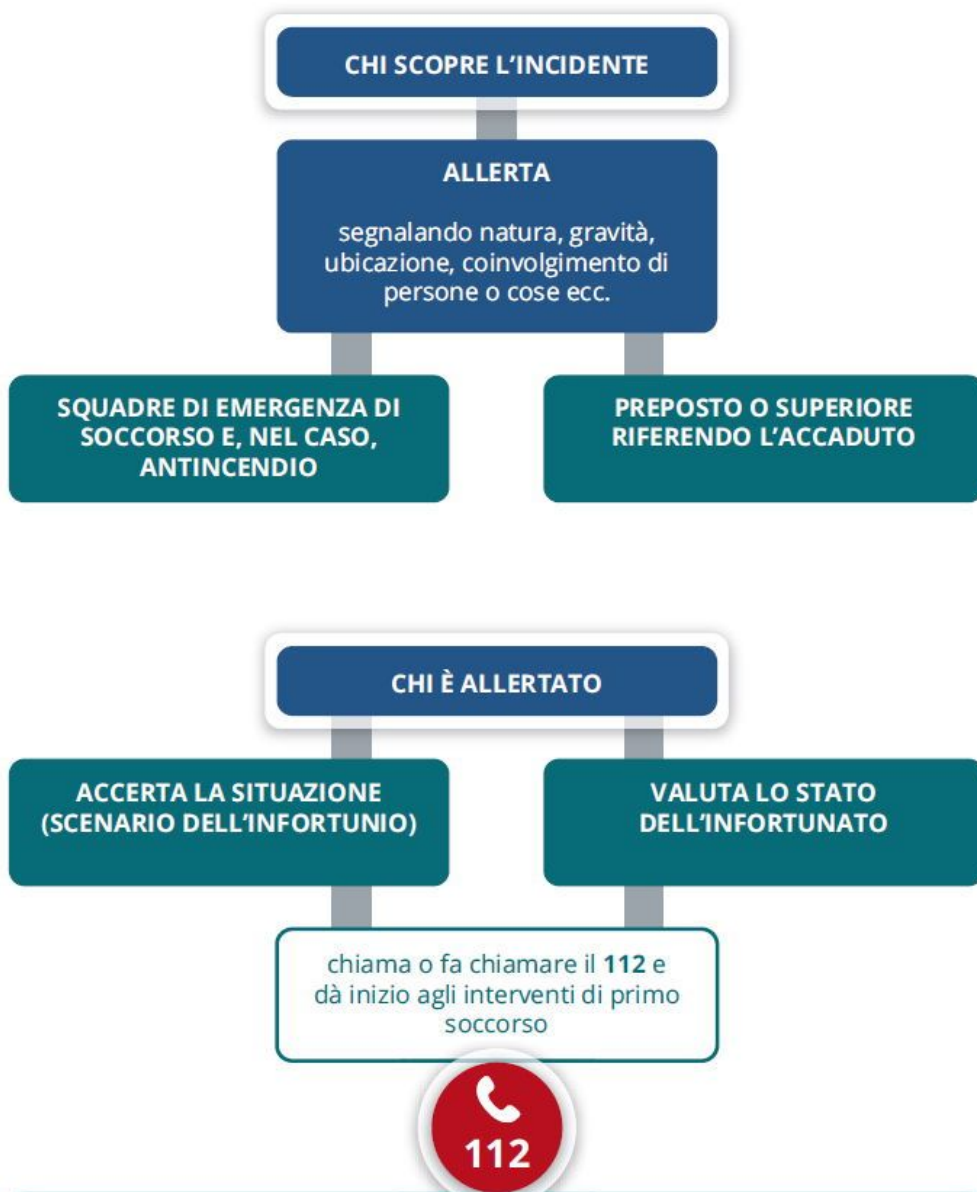 CHI SCOPRE L'INCIDENTE
ALLERTA
segnalando natura, gravità,
ubicazione, coinvolgimento di
persone o cose ecc.
SQUADRE DI EMERGENZA DI
SOCCORSO E, NEL CASO,
ANTINCENDIO
PREPOSTO O SUPERIORE
RIFERENDO L'ACCADUTO
CHI È ALLERTATO
ACCERTA LA SITUAZIONE
(SCENARIO DELL'INFORTUNIO)
VALUTA LO STATO
DELL'INFORTUNATO
chiama o fa chiamare il 112 e
dà inizio agli interventi di primo
soccorso
112